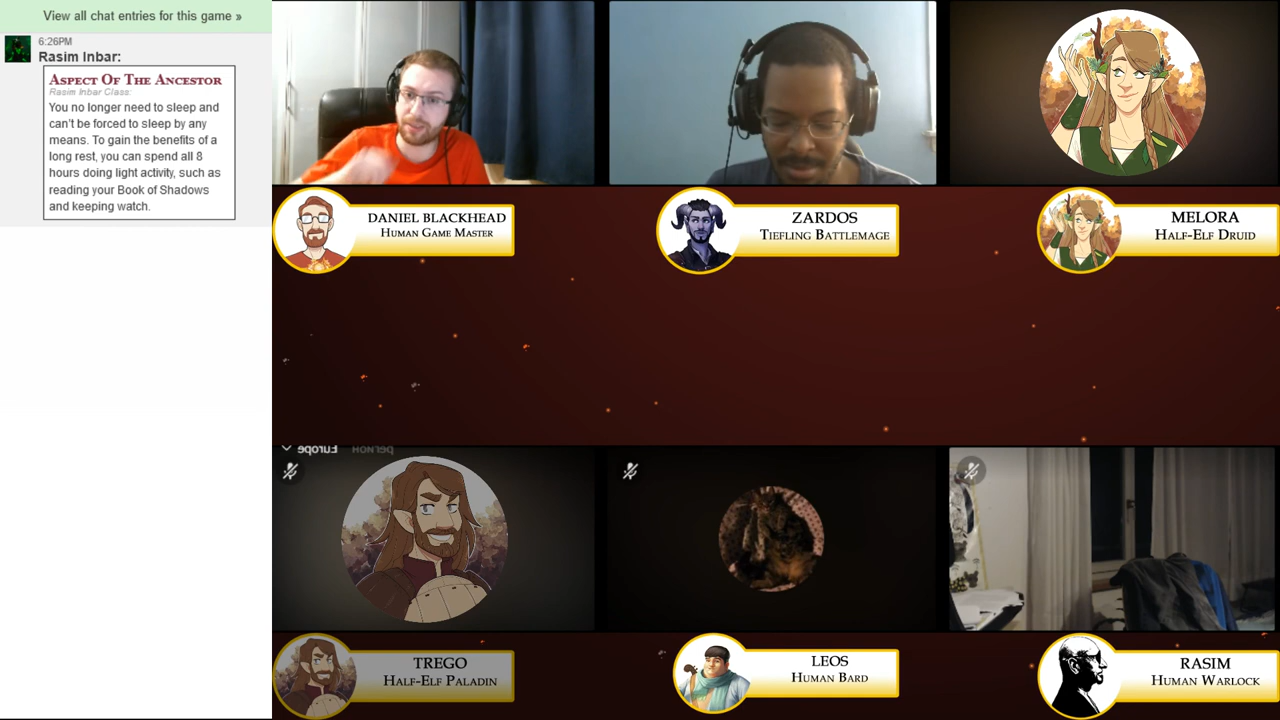 View all chat entries for this game »
6:26PM
Rasim Inbar:
Aspect Of The Ancestor
Rasim Inbar Class:
You no longer need to sleep and
can't be forced to sleep by any
means. To gain the benefits of a
long rest, you can spend all 8
hours doing light activity, such as
reading your Book of Shadows
and keeping watch.
DANIEL BLACKHEAD
Human Game Master
ZARDOS
Tiefling Battlemage
MELORA
Half-Elf Druid
Europe
регион
TREGO
Half-Elf Paladin
LEOS
Human Bard
RASIM
Human Warlock